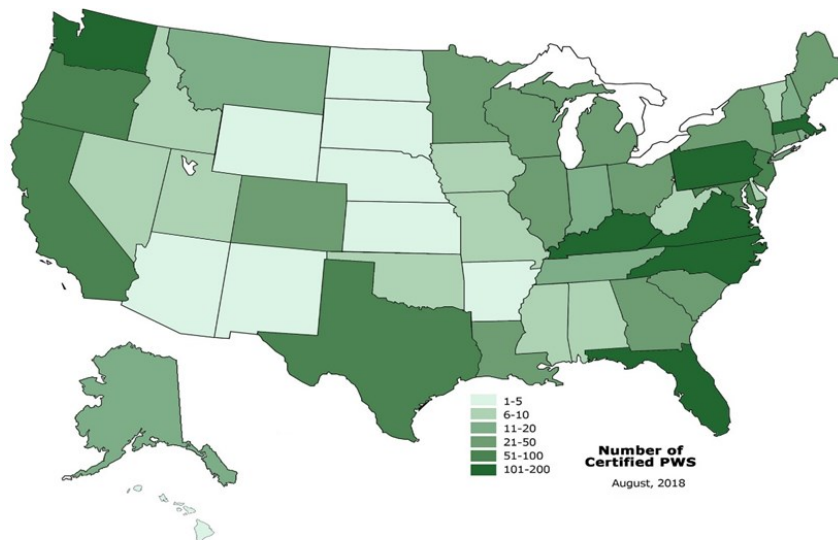 1-5
6-10
11-20
21-50
51-100
101-200
Number of
Certified PWS
August, 2018